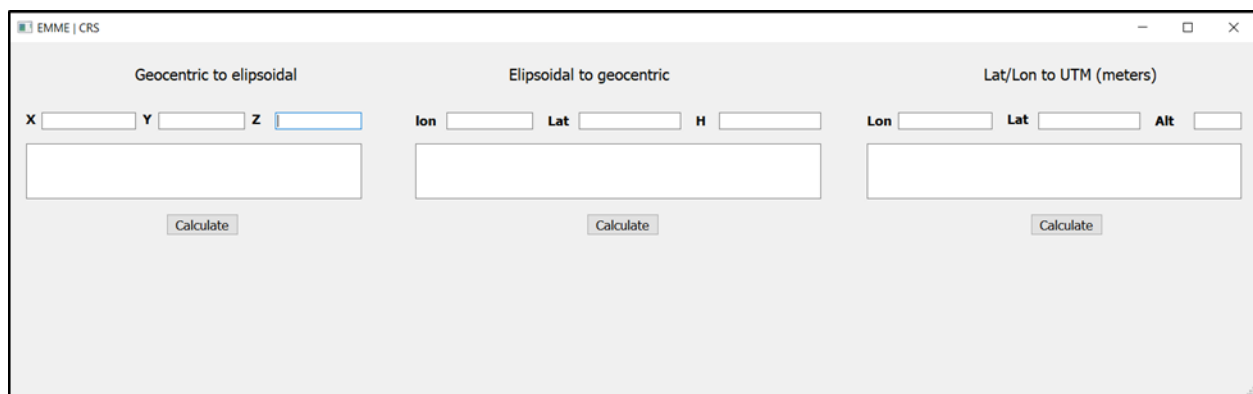 EMME | CRS
Geocentric to elipsoidal
Elipsoidal to geocentric
Lat/Lon to UTM (meters)
X Y Z
lon Lat H
Lon Lat Alt
Calculate
Calculate
Calculate